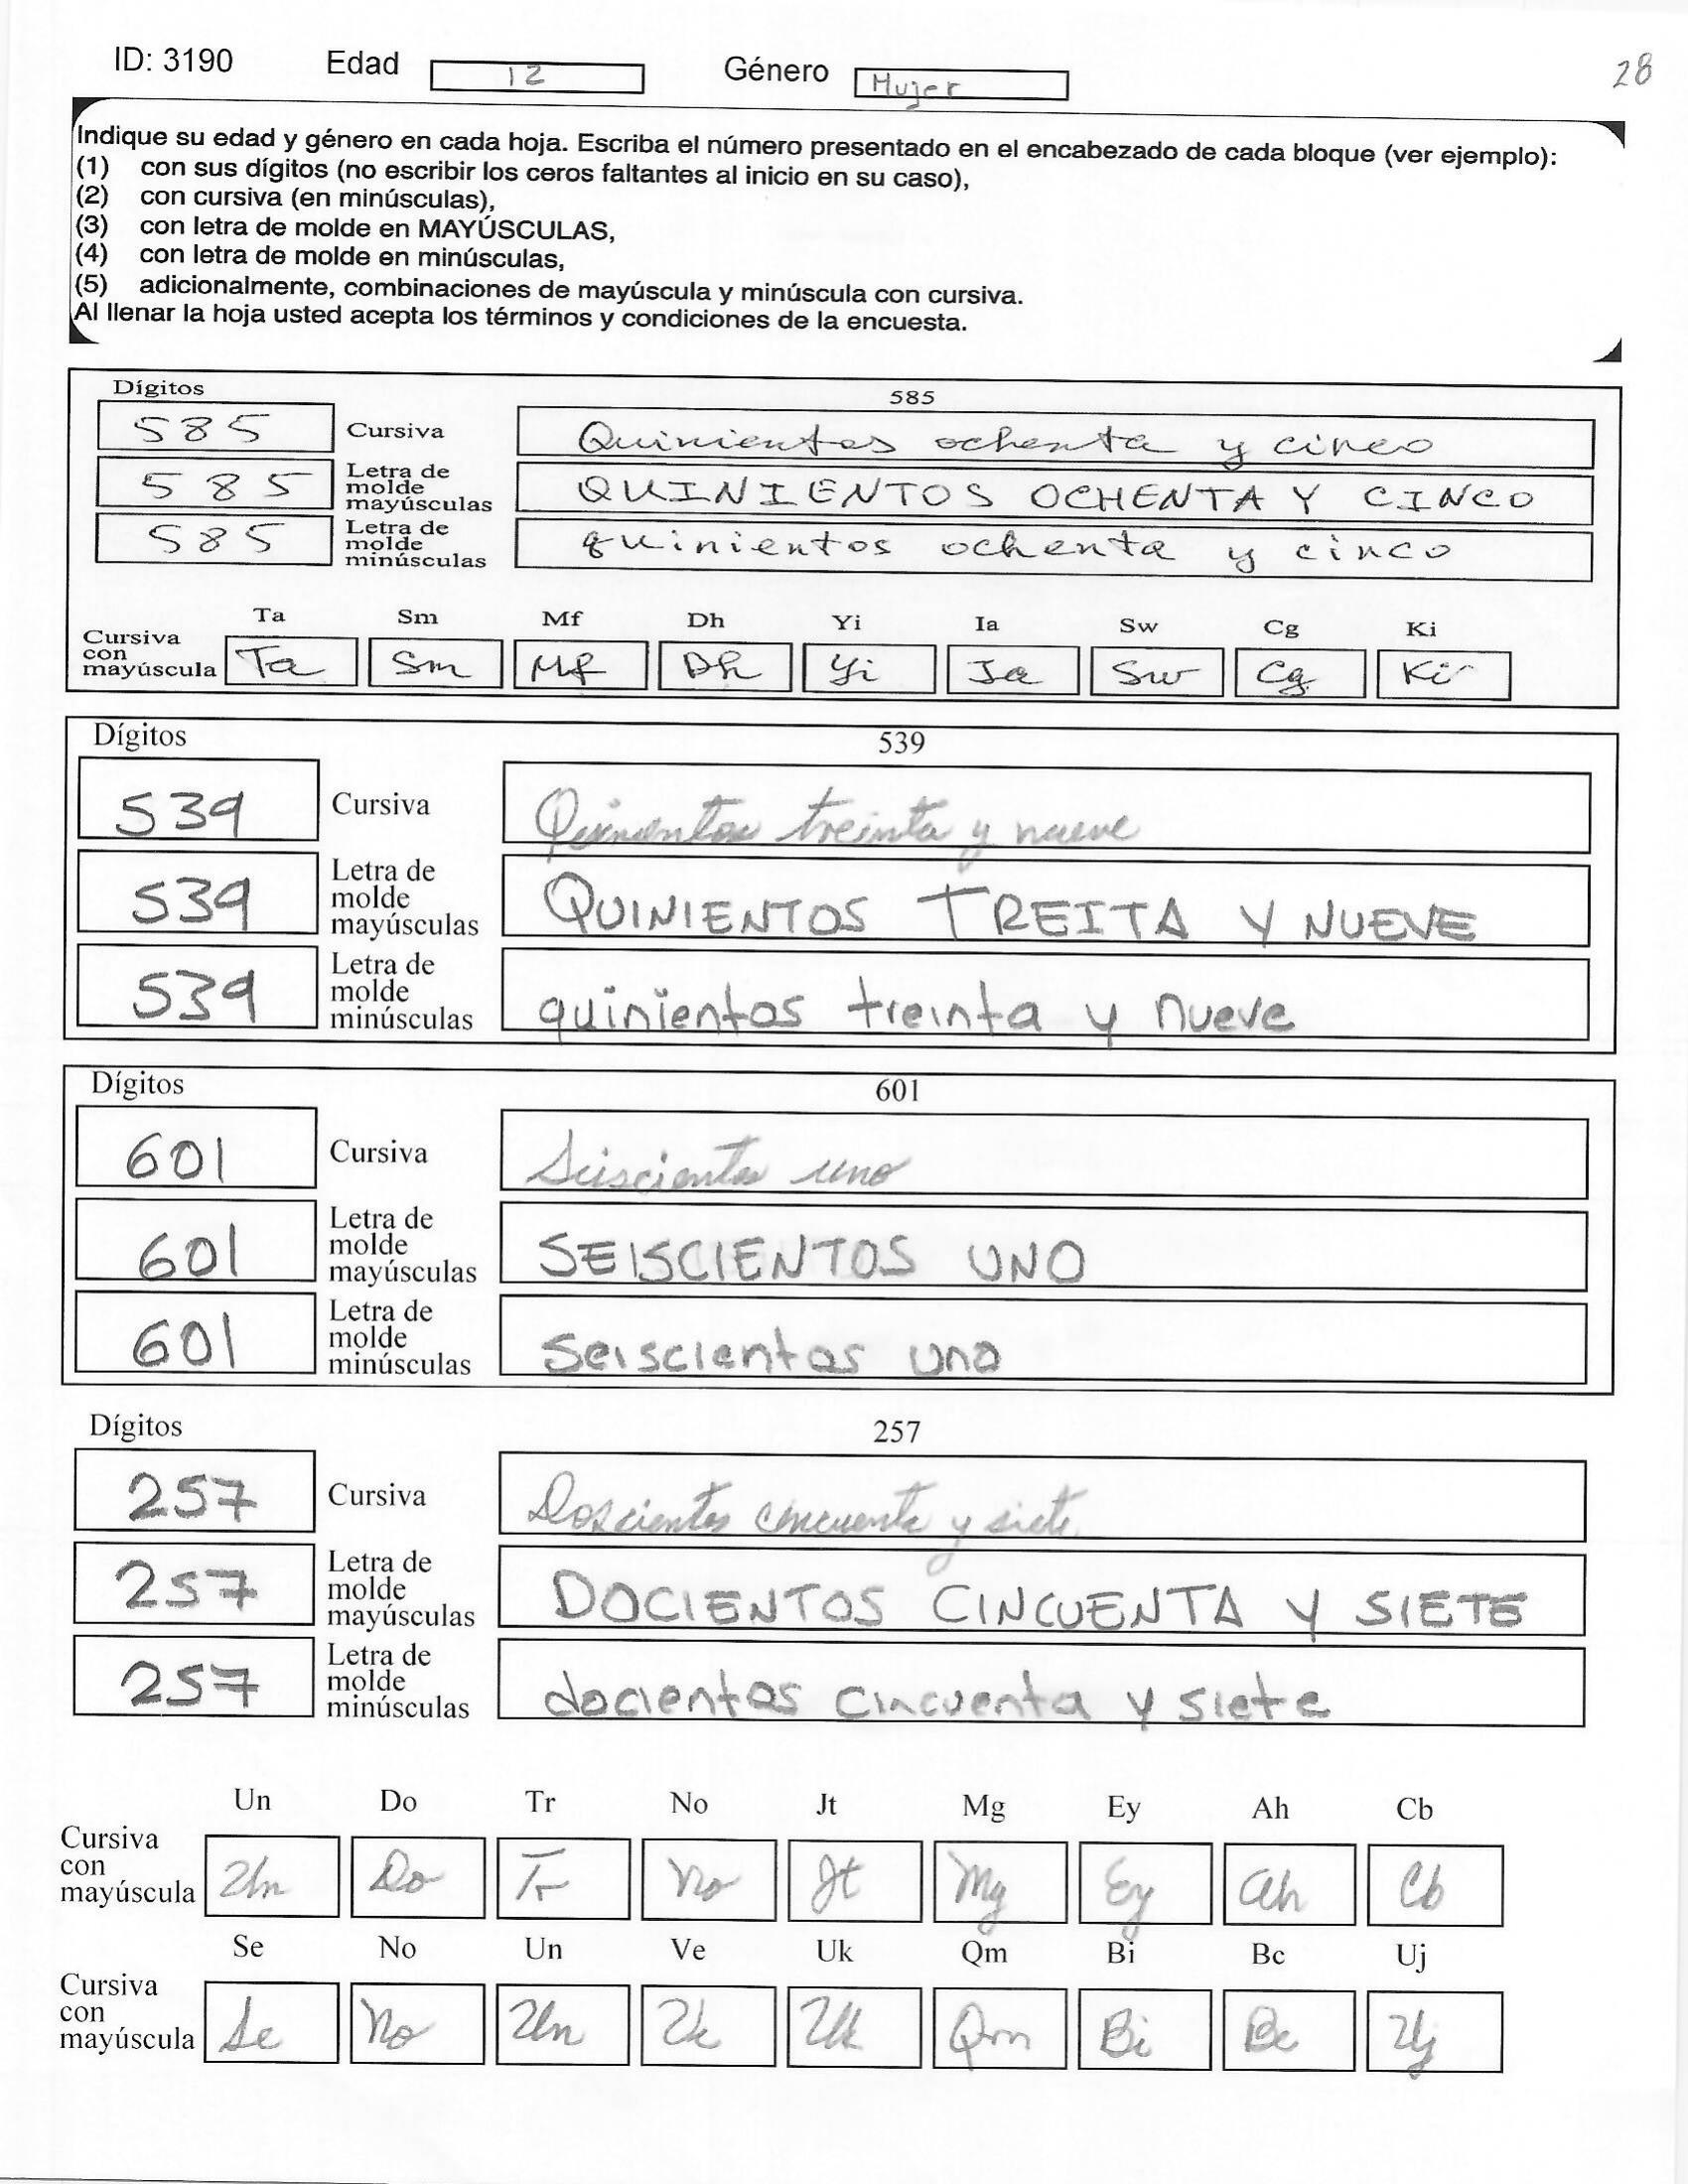 ID: 3190 Edad 12 Género Mujer 28
Indique su edad y género en cada hoja. Escriba el número presentado en el encabezado de cada bloque (ver ejemplo):
(1) con sus dígitos (no escribir los ceros faltantes al inicio en su caso),
(2) con cursiva (en minúsculas),
(3) con letra de molde en MAYÚSCULAS,
(4) con letra de molde en minúsculas,
(5) adicionalmente, combinaciones de mayúscula y minúscula con cursiva.
Al llenar la hoja usted acepta los términos y condiciones de la encuesta.
Dígitos 585
585 Cursiva Quinientos ochenta y cinco
585 Letra de molde mayúsculas QUINIENTOS OCHENTA Y CINCO
585 Letra de molde minúsculas quinientos ochenta y cinco
Ta Sm Mf Dh Yi Ia Sw Cg Ki
Cursiva con mayúscula Ta Sm Mf Dh Yi Ia Sw Cg Ki
Dígitos 539
539 Cursiva Quinientos treinta y nueve
539 Letra de molde mayúsculas QUINIENTOS TREITA Y NUEVE
539 Letra de molde minúsculas quinientos treinta y nueve
Dígitos 601
601 Cursiva Seiscientos uno
601 Letra de molde mayúsculas SEISCIENTOS UNO
601 Letra de molde minúsculas seiscientos uno
Dígitos 257
257 Cursiva Doscientos cincuenta y siete
257 Letra de molde mayúsculas DOCIENTOS CINCUENTA Y SIETE
257 Letra de molde minúsculas docientos cincuenta y siete
Un Do Tr No Jt Mg Ey Ah Cb
Cursiva con mayúscula Un Do Tr No Jt Mg Ey Ah Cb
Se No Un Ve Uk Qm Bi Bc Uj
Cursiva con mayúscula Se No Un Ve Uk Qm Bi Bc Uj